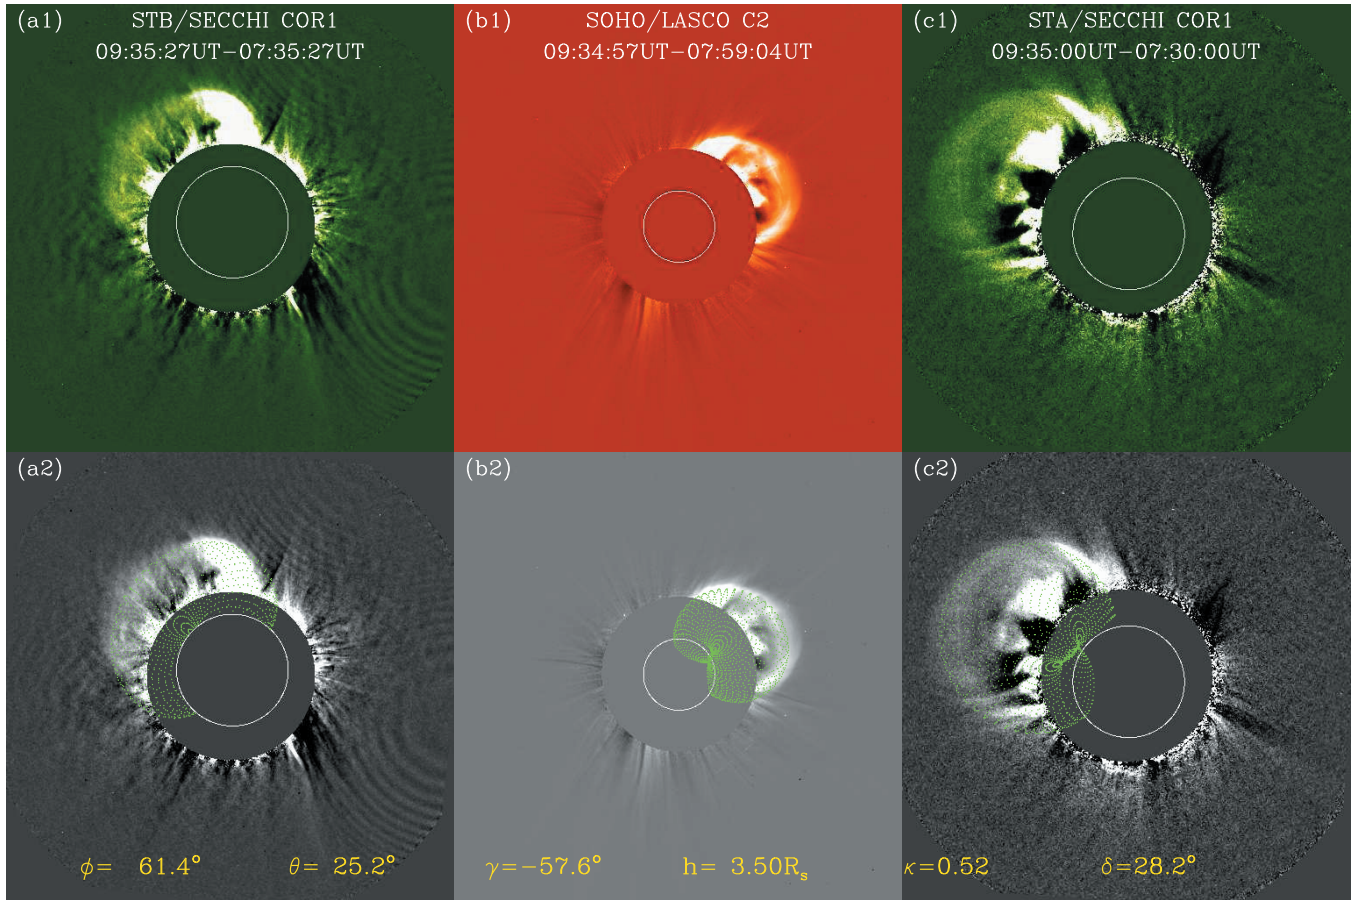 (a1) STB/SECCHI COR1
09:35:27UT−07:35:27UT
(b1) SOHO/LASCO C2
09:34:57UT−07:59:04UT
(c1) STA/SECCHI COR1
09:35:00UT−07:30:00UT
(a2)
(b2)
(c2)
ϕ= 61.4° θ= 25.2°
γ=−57.6° h= 3.50Rₛ
κ=0.52 δ=28.2°